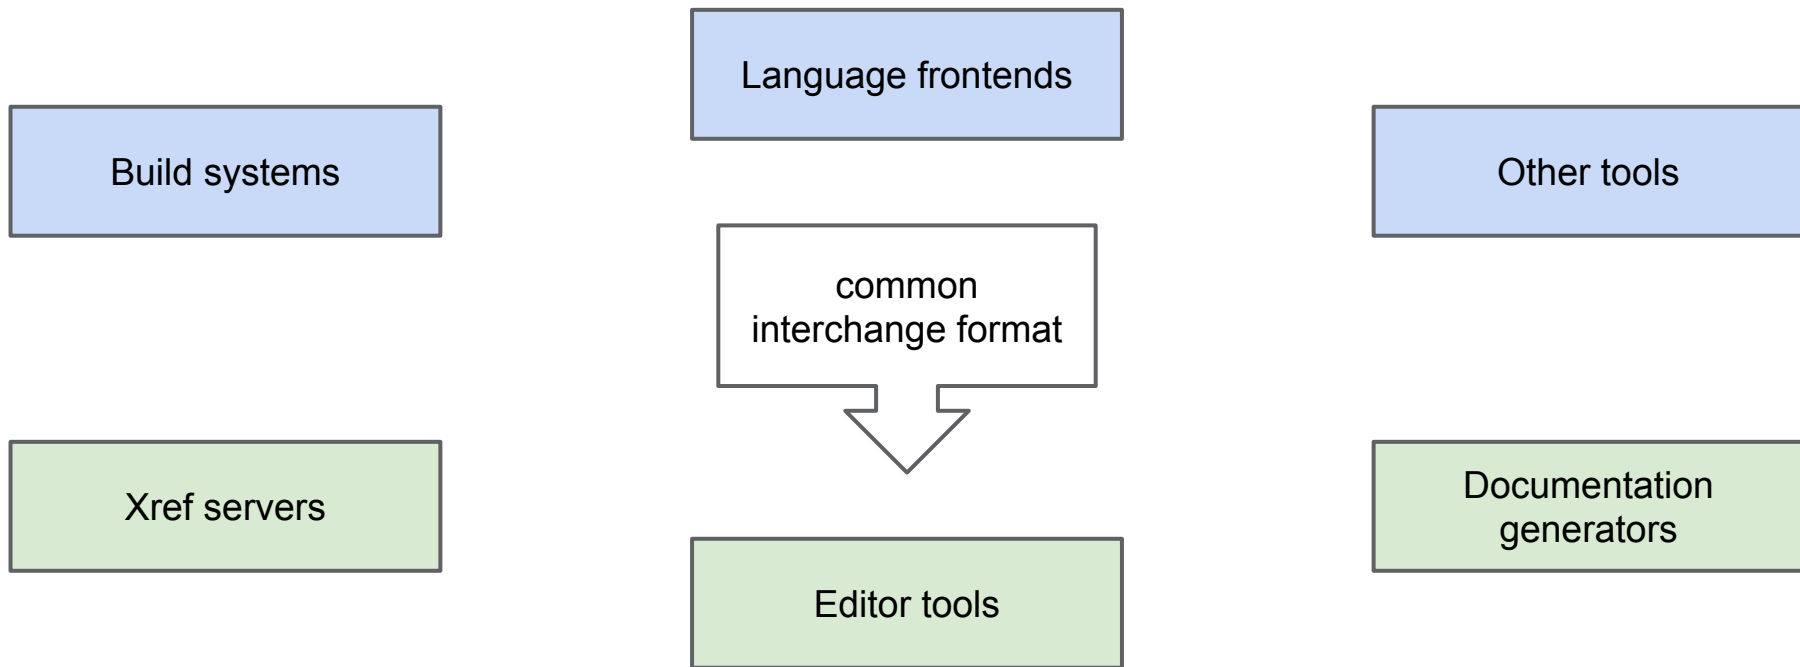 Language frontends
Build systems
Other tools
common
interchange format
Xref servers
Documentation
generators
Editor tools